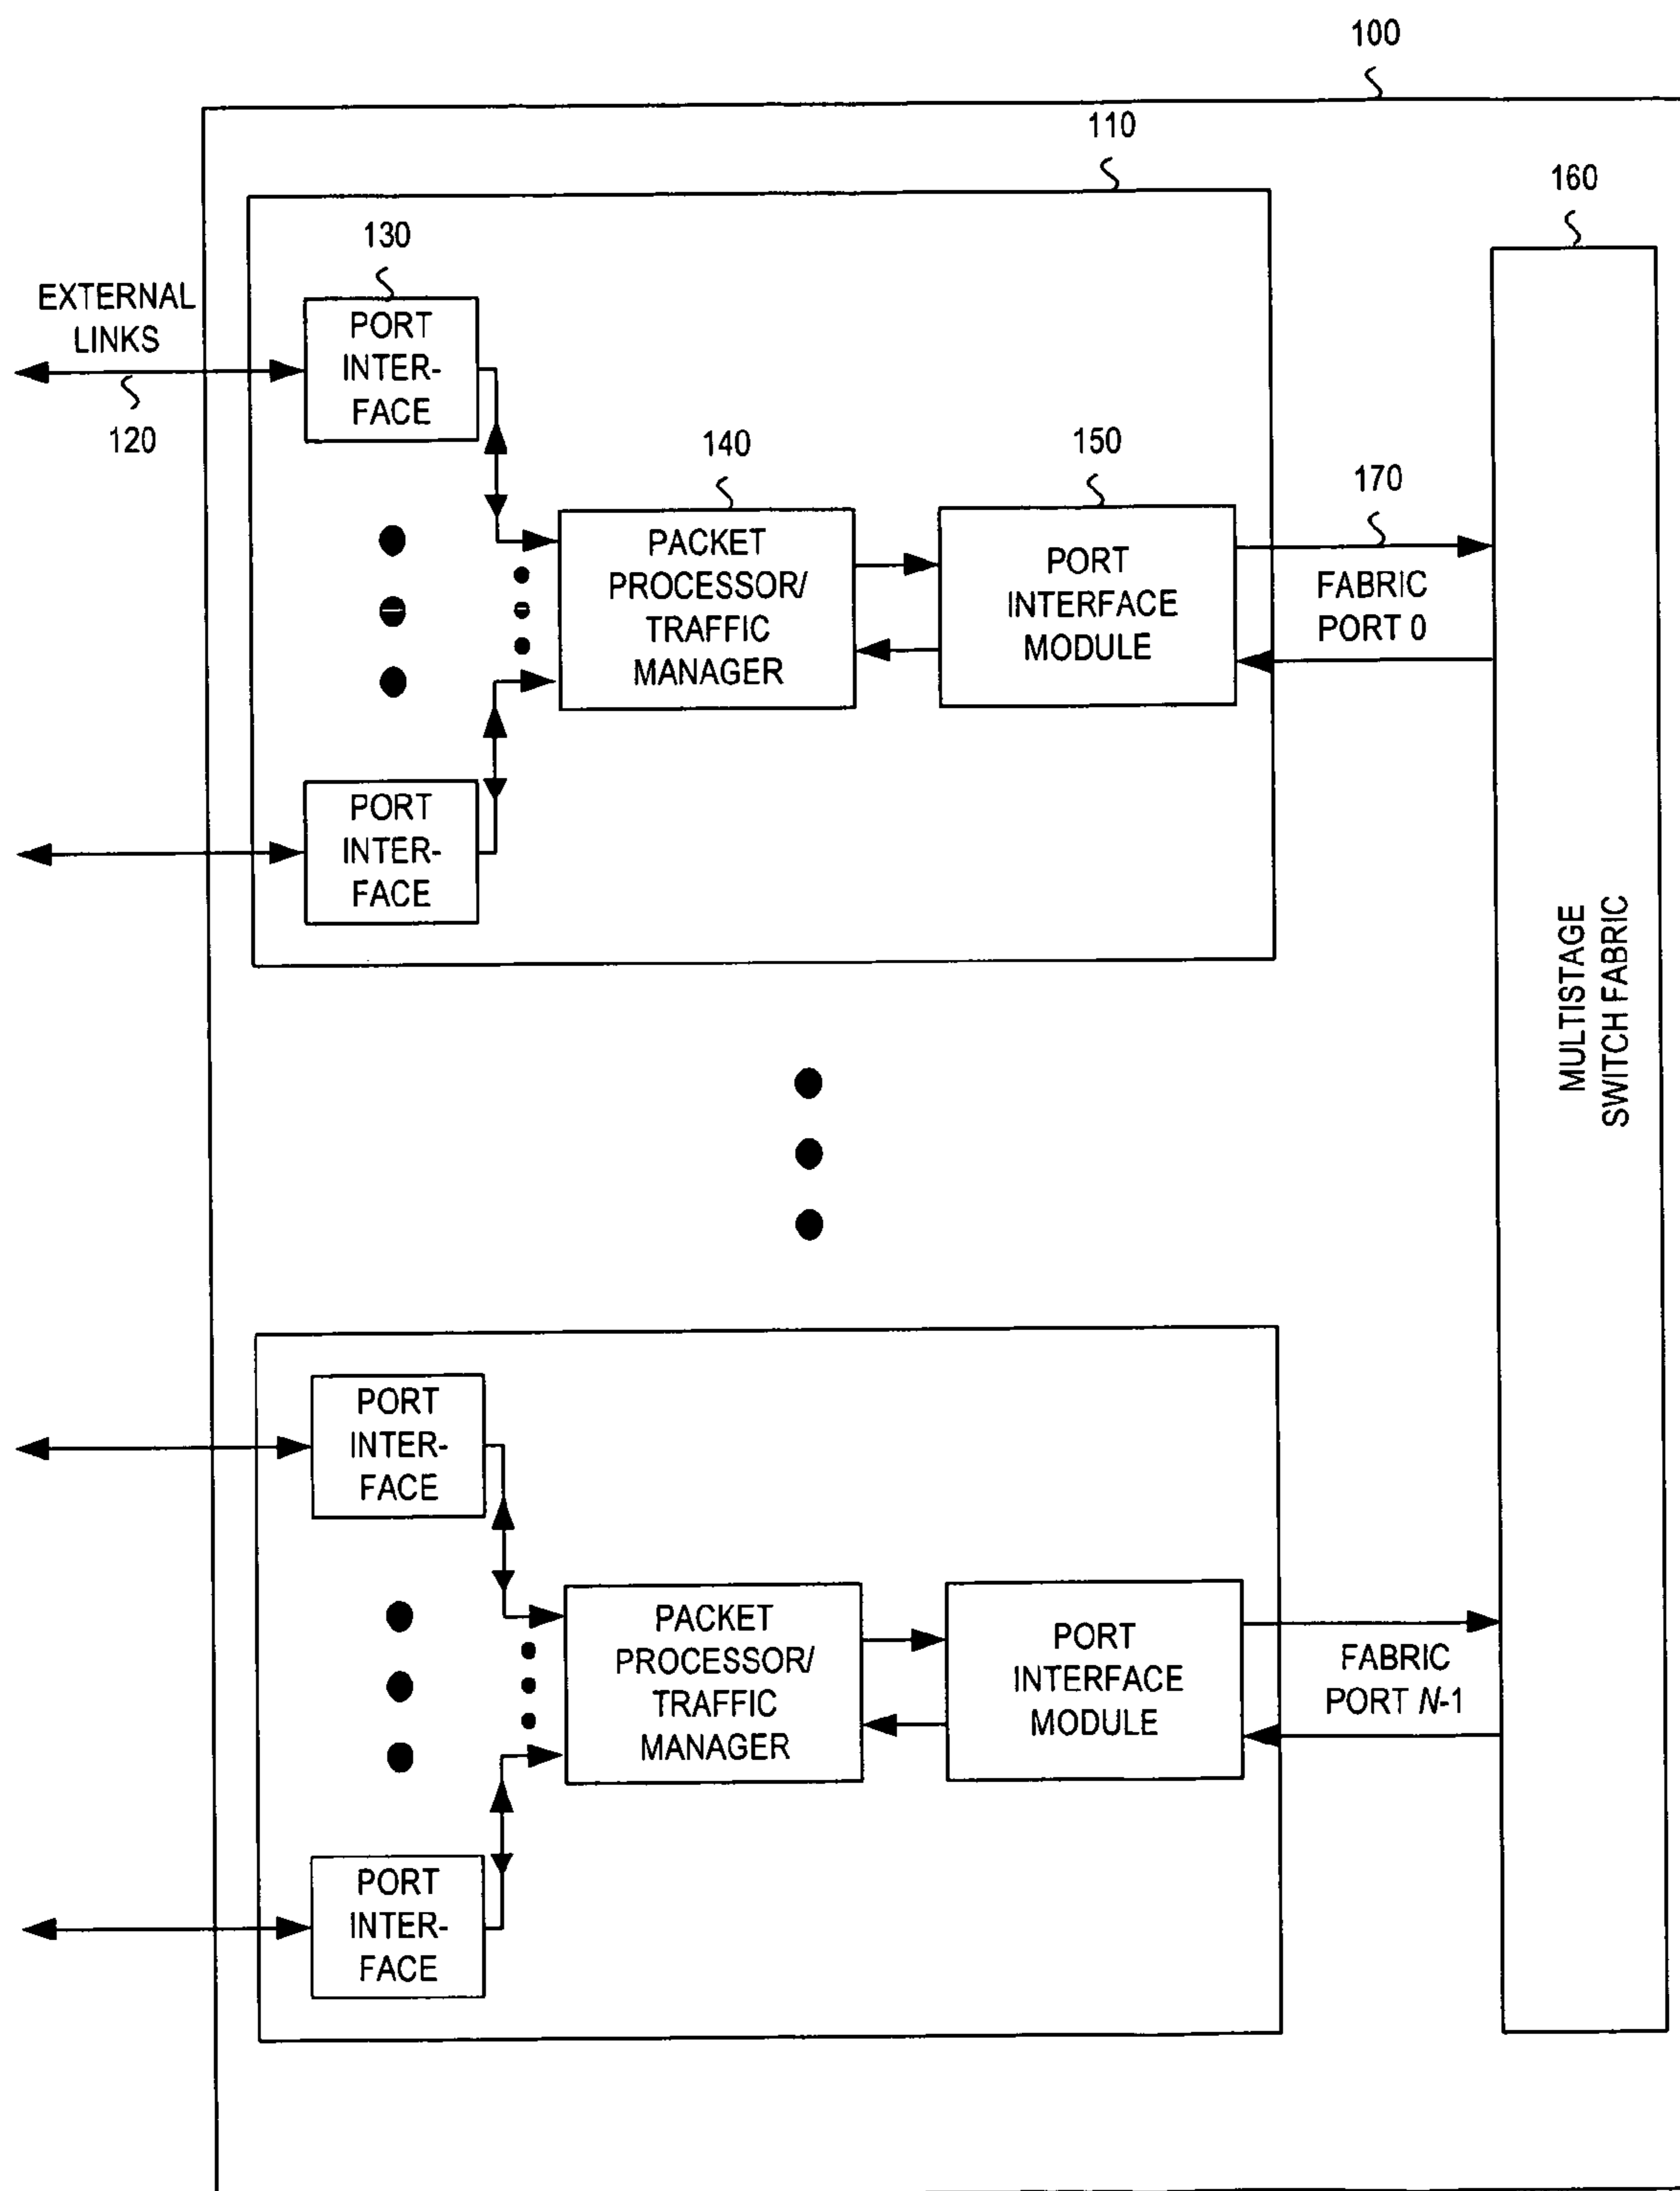 100
110
160
130
EXTERNAL
LINKS
120
PORT
INTER-
FACE
140
150
170
PACKET
PROCESSOR/
TRAFFIC
MANAGER
PORT
INTERFACE
MODULE
FABRIC
PORT 0
PORT
INTER-
FACE
MULTISTAGE
SWITCH FABRIC
PORT
INTER-
FACE
PACKET
PROCESSOR/
TRAFFIC
MANAGER
PORT
INTERFACE
MODULE
FABRIC
PORT N-1
PORT
INTER-
FACE